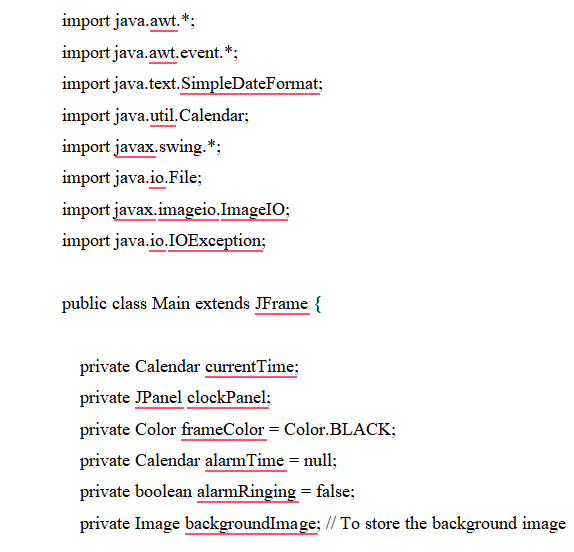 import java.awt.*;
import java.awt.event.*;
import java.text.SimpleDateFormat;
import java.util.Calendar;
import javax.swing.*;
import java.io.File;
import javax.imageio.ImageIO;
import java.io.IOException;
public class Main extends JFrame {
private Calendar currentTime;
private JPanel clockPanel;
private Color frameColor = Color.BLACK;
private Calendar alarmTime = null;
private boolean alarmRinging = false;
private Image backgroundImage; // To store the background image